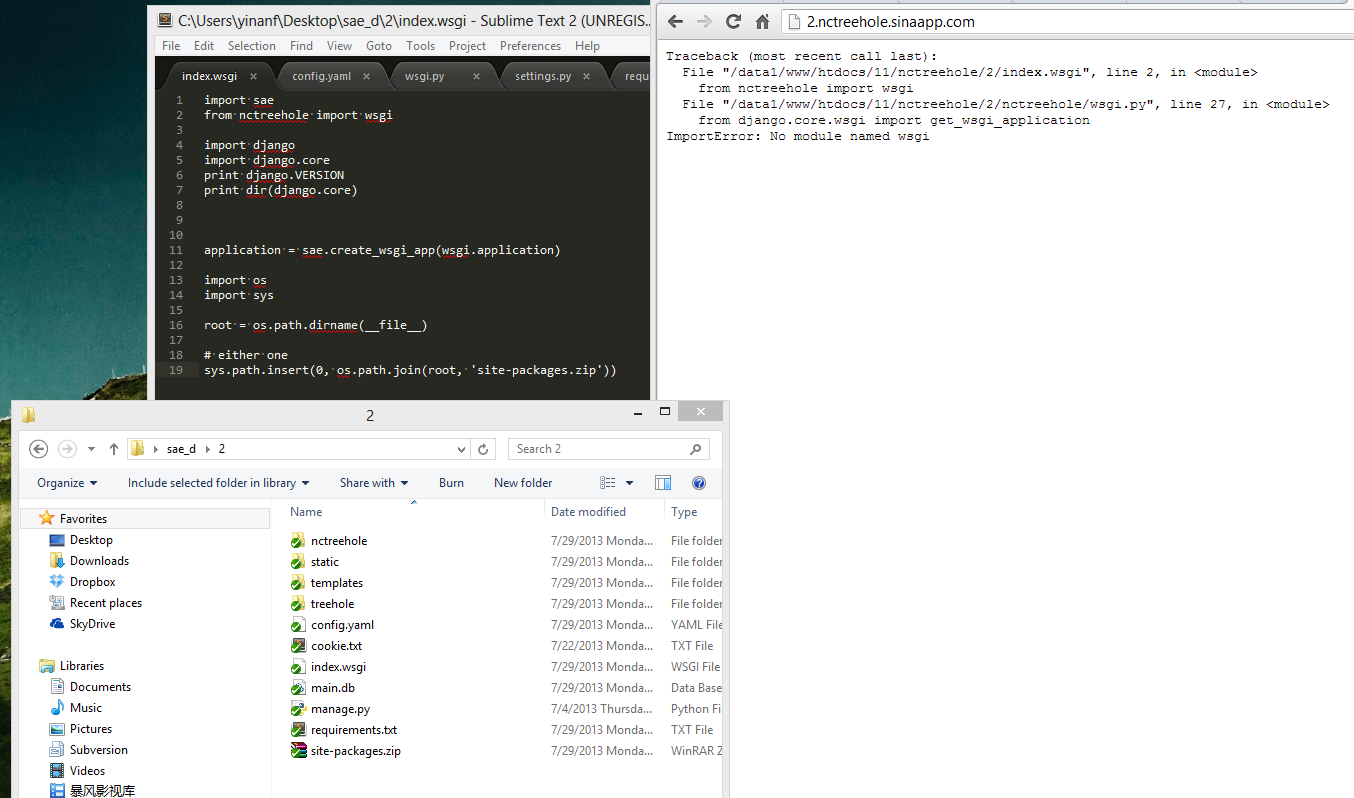 C:\Users\yinanf\Desktop\sae_d\2\index.wsgi - Sublime Text 2 (UNREGIS...
File Edit Selection Find View Goto Tools Project Preferences Help
index.wsgi × config.yaml × wsgi.py × settings.py × requ
1 import sae
2 from nctreehole import wsgi
3
4 import django
5 import django.core
6 print django.VERSION
7 print dir(django.core)
8
9
10
11 application = sae.create_wsgi_app(wsgi.application)
12
13 import os
14 import sys
15
16 root = os.path.dirname(__file__)
17
18 # either one
19 sys.path.insert(0, os.path.join(root, 'site-packages.zip'))
2.nctreehole.sinaapp.com
Traceback (most recent call last):
File "/data1/www/htdocs/11/nctreehole/2/index.wsgi", line 2, in <module>
from nctreehole import wsgi
File "/data1/www/htdocs/11/nctreehole/2/nctreehole/wsgi.py", line 27, in <module>
from django.core.wsgi import get_wsgi_application
ImportError: No module named wsgi
2
sae_d 2
Search 2
Organize Include selected folder in library Share with Burn New folder
Favorites
Desktop
Downloads
Dropbox
Recent places
SkyDrive
Libraries
Documents
Music
Pictures
Subversion
Videos
暴风影视库
Name Date modified Type
nctreehole 7/29/2013 Monda... File folder
static 7/29/2013 Monda... File folder
templates 7/29/2013 Monda... File folder
treehole 7/29/2013 Monda... File folder
config.yaml 7/29/2013 Monda... YAML File
cookie.txt 7/22/2013 Monda... TXT File
index.wsgi 7/29/2013 Monda... WSGI File
main.db 7/29/2013 Monda... Data Base
manage.py 7/4/2013 Thursda... Python Fi
requirements.txt 7/29/2013 Monda... TXT File
site-packages.zip 7/29/2013 Monda... WinRAR Z